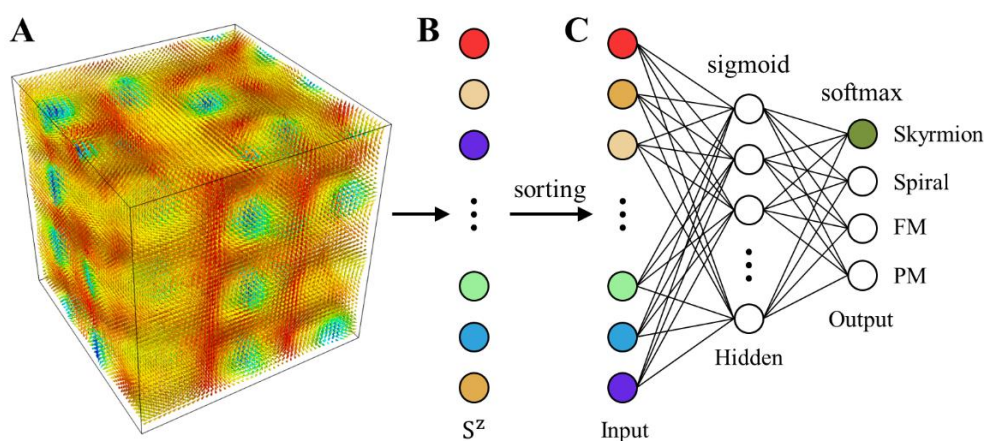 A
B
C
sigmoid
softmax
Skyrmion
Spiral
sorting
FM
PM
Output
Hidden
S^z
Input